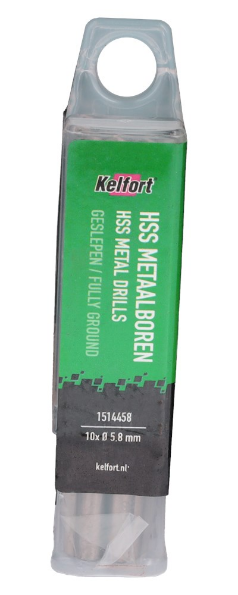 Kelfort
HSS METAALBOREN
HSS METAL DRILLS
GESLEPEN / FULLY GROUND
1514458
10x Ø 5.8 mm
kelfort.nl